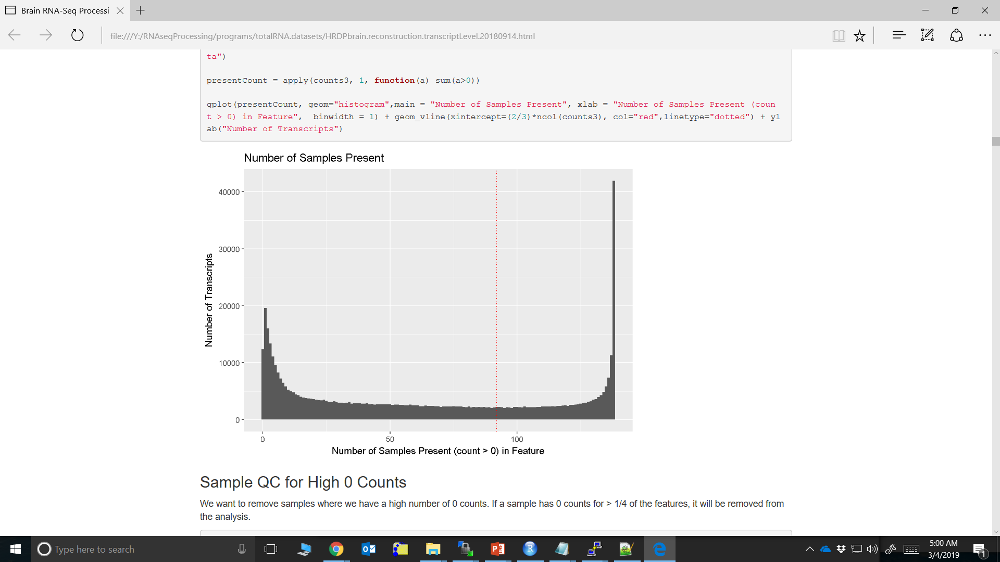 Brain RNA-Seq Processi
file:///Y:/RNAseqProcessing/programs/totalRNA.datasets/HRDPbrain.reconstruction.transcriptLevel.20180914.html
ta")
presentCount = apply(counts3, 1, function(a) sum(a>0))
qplot(presentCount, geom="histogram",main = "Number of Samples Present", xlab = "Number of Samples Present (coun
t > 0) in Feature",  binwidth = 1) + geom_vline(xintercept=(2/3)*ncol(counts3), col="red",linetype="dotted") + yl
ab("Number of Transcripts")
Number of Samples Present
40000
30000
20000
10000
0
Number of Transcripts
0 50 100
Number of Samples Present (count > 0) in Feature
Sample QC for High 0 Counts
We want to remove samples where we have a high number of 0 counts. If a sample has 0 counts for > 1/4 of the features, it will be removed from
the analysis.
Type here to search
5:00 AM
3/4/2019
1